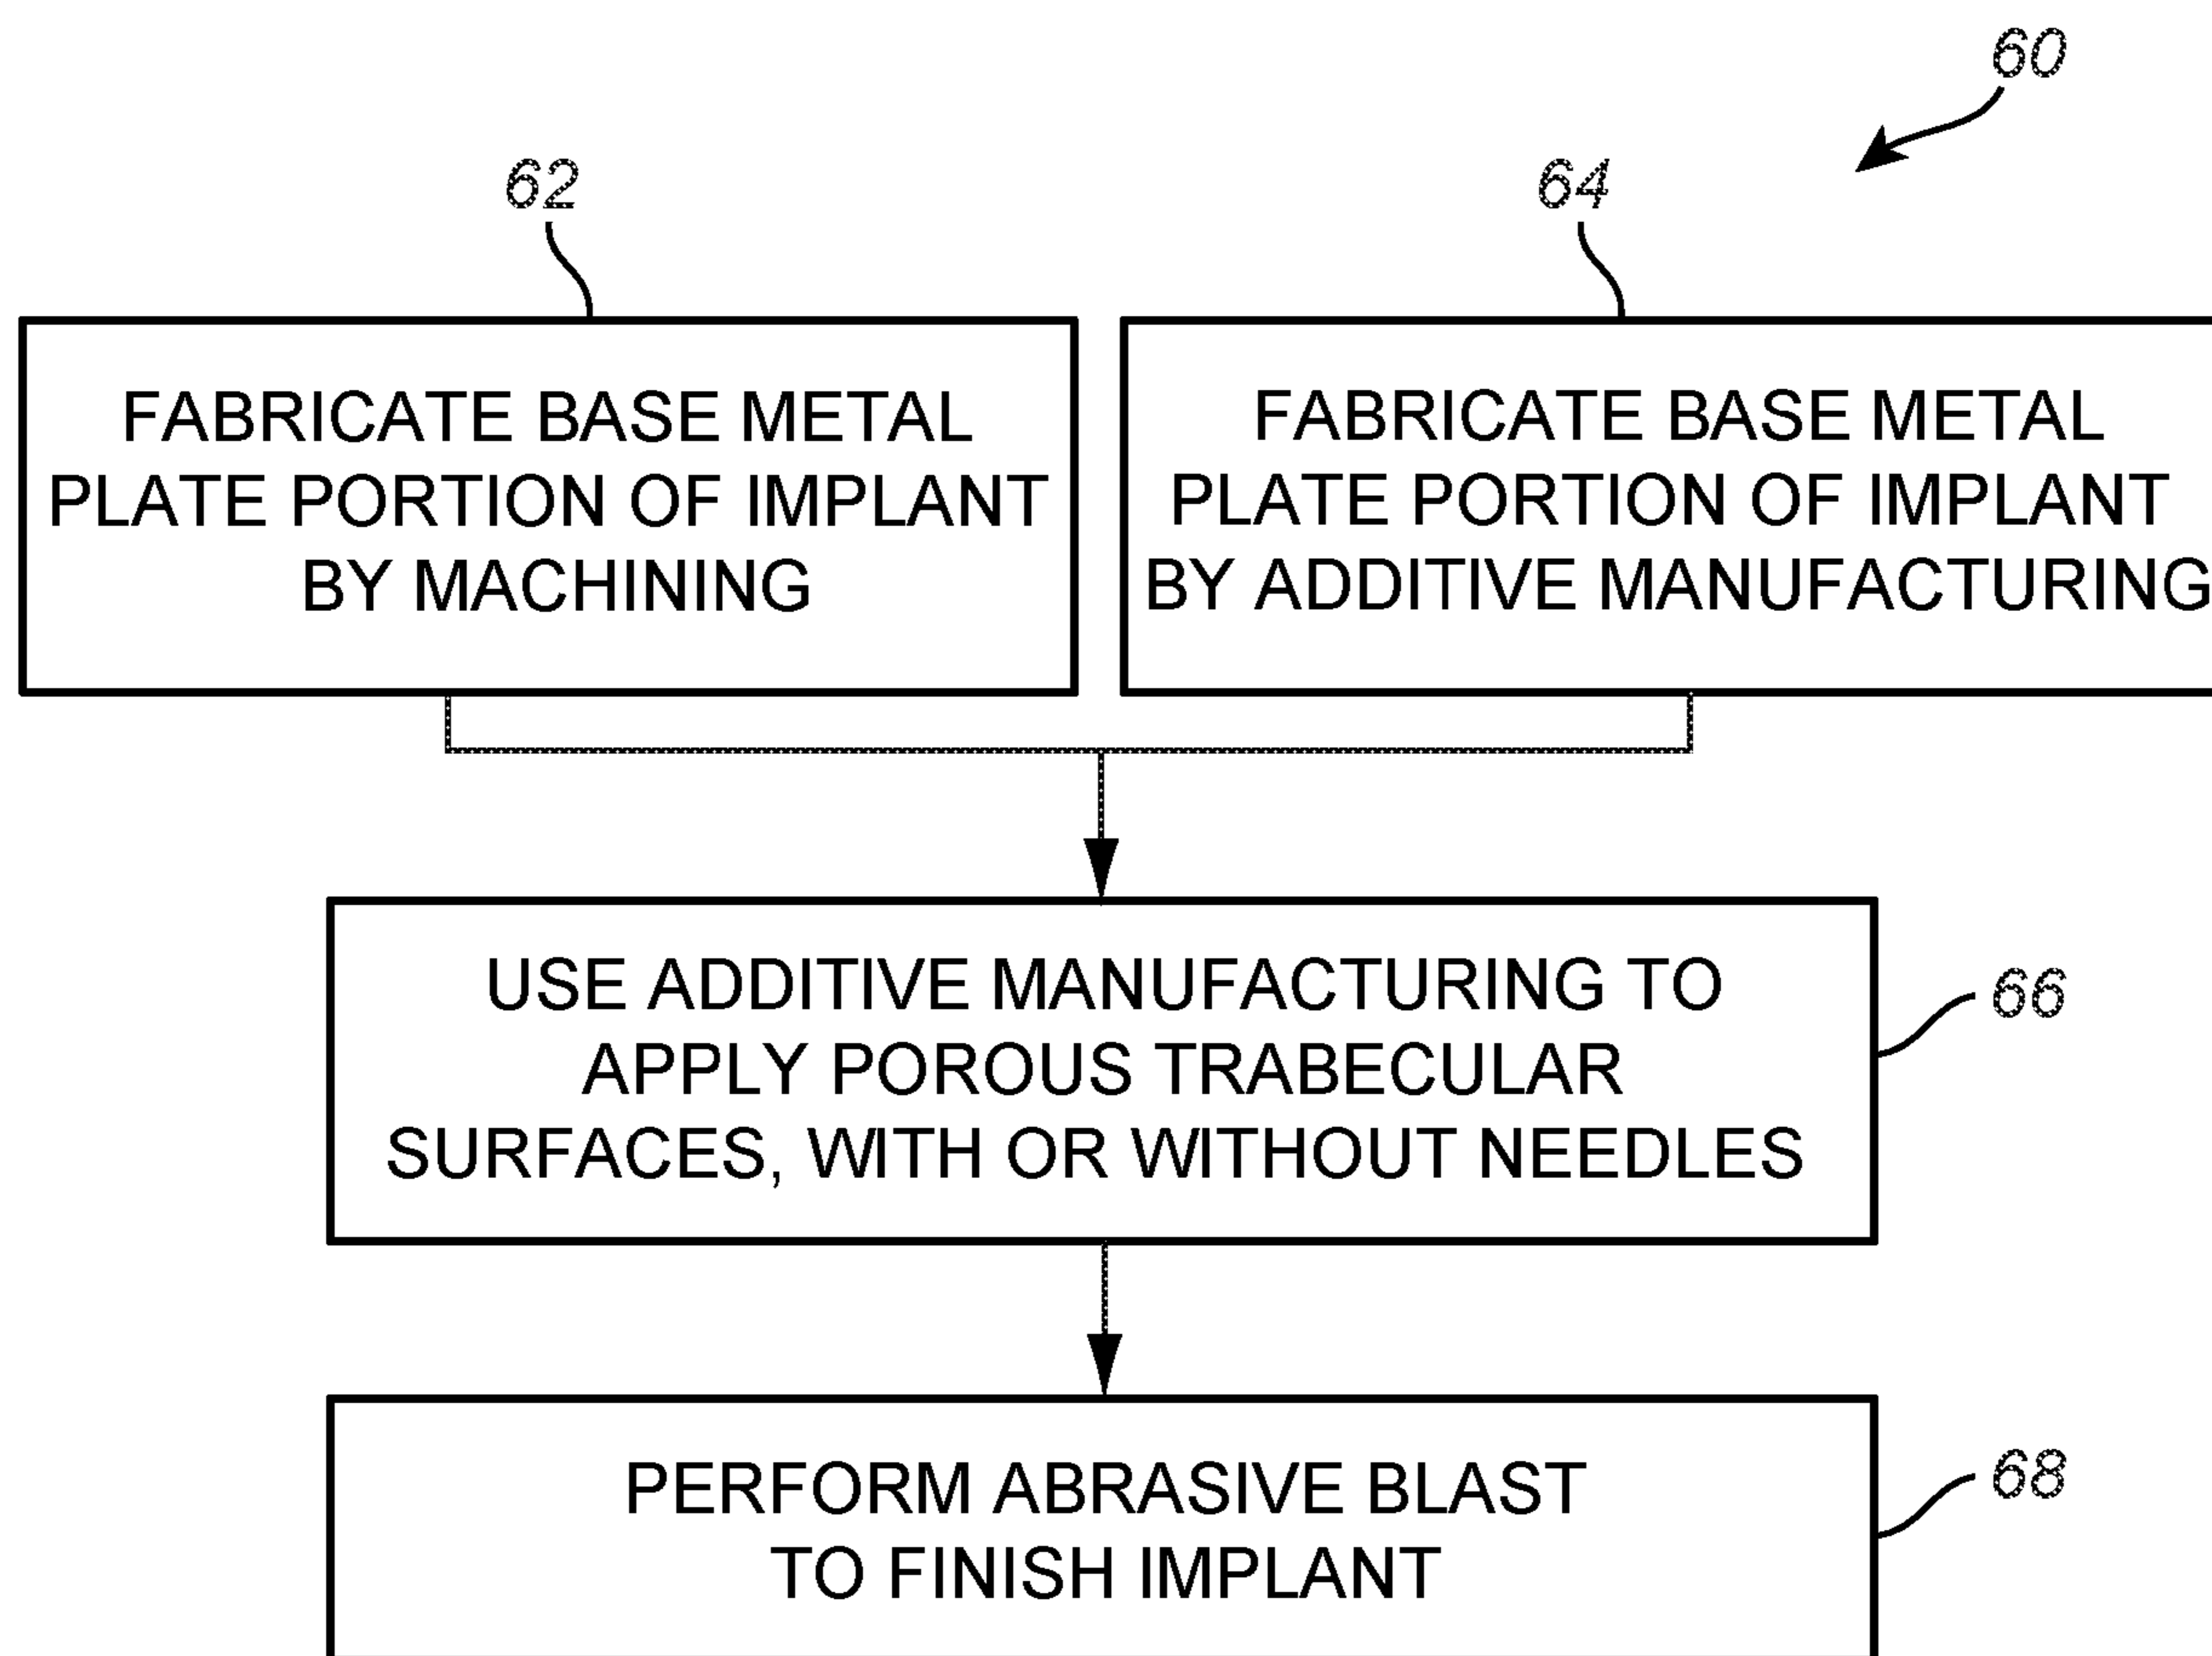 60
62
64
FABRICATE BASE METAL
PLATE PORTION OF IMPLANT
BY MACHINING
FABRICATE BASE METAL
PLATE PORTION OF IMPLANT
BY ADDITIVE MANUFACTURING
USE ADDITIVE MANUFACTURING TO
APPLY POROUS TRABECULAR
SURFACES, WITH OR WITHOUT NEEDLES
66
PERFORM ABRASIVE BLAST
TO FINISH IMPLANT
68